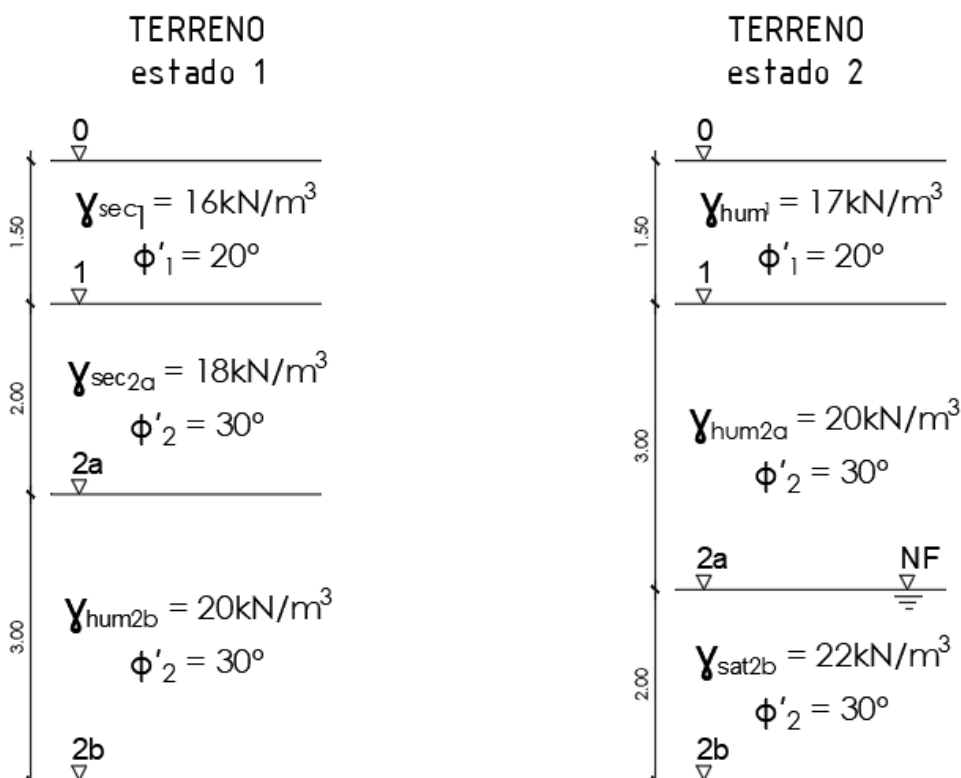 TERRENO
estado 1
0
1.50
γsec1 = 16kN/m³
ϕ'1 = 20º
1
2.00
γsec2a = 18kN/m³
ϕ'2 = 30º
2a
3.00
γhum2b = 20kN/m³
ϕ'2 = 30º
2b
TERRENO
estado 2
0
1.50
γhum1 = 17kN/m³
ϕ'1 = 20º
1
3.00
γhum2a = 20kN/m³
ϕ'2 = 30º
2a
NF
2.00
γsat2b = 22kN/m³
ϕ'2 = 30º
2b